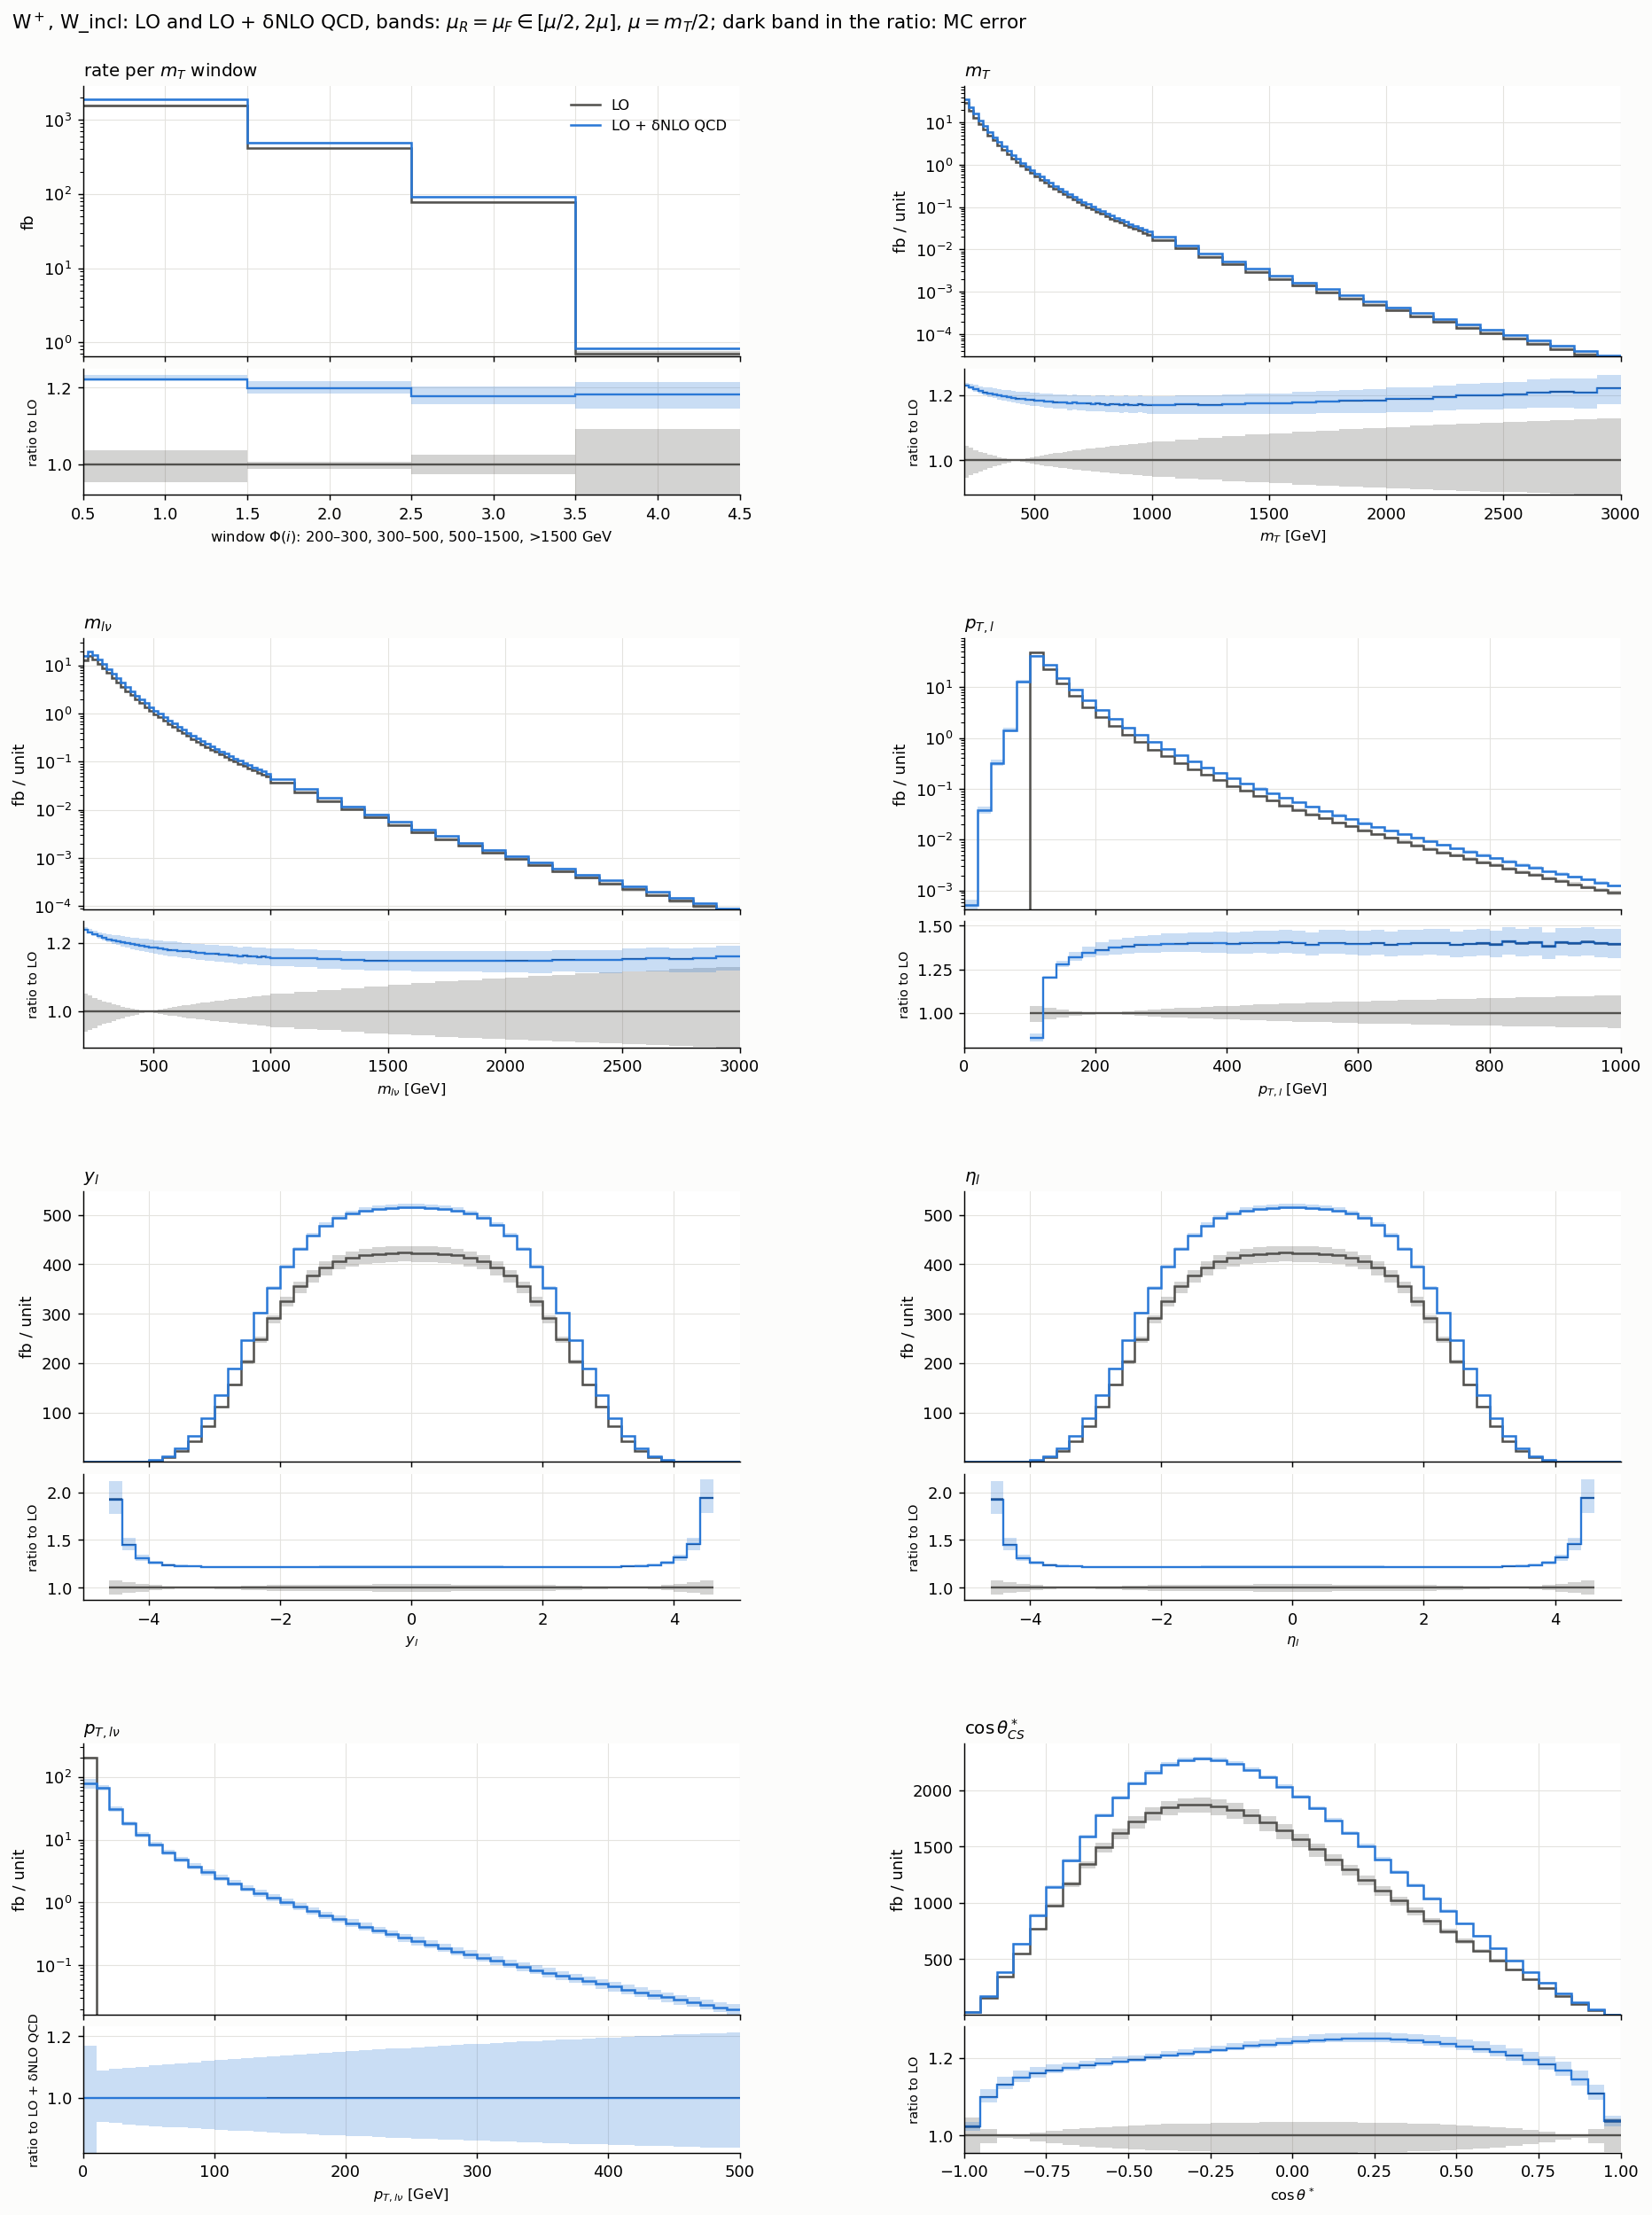 W⁺, W_incl: LO and LO + δNLO QCD, bands: μ_R = μ_F ∈ [μ/2, 2μ], μ = m_T/2; dark band in the ratio: MC error
rate per m_T window
fb
10³
10²
10¹
10⁰
LO
LO + δNLO QCD
ratio to LO
1.2
1.0
0.5 1.0 1.5 2.0 2.5 3.0 3.5 4.0 4.5
window Φ(i): 200–300, 300–500, 500–1500, >1500 GeV
m_T
fb / unit
10¹
10⁰
10⁻¹
10⁻²
10⁻³
10⁻⁴
ratio to LO
1.2
1.0
500 1000 1500 2000 2500 3000
m_T [GeV]
m_lν
fb / unit
10¹
10⁰
10⁻¹
10⁻²
10⁻³
10⁻⁴
ratio to LO
1.2
1.0
500 1000 1500 2000 2500 3000
m_lν [GeV]
p_T, l
fb / unit
10¹
10⁰
10⁻¹
10⁻²
10⁻³
ratio to LO
1.50
1.25
1.00
0 200 400 600 800 1000
p_T, l [GeV]
y_l
fb / unit
500
400
300
200
100
ratio to LO
2.0
1.5
1.0
−4 −2 0 2 4
y_l
η_l
fb / unit
500
400
300
200
100
ratio to LO
2.0
1.5
1.0
−4 −2 0 2 4
η_l
p_T, lν
fb / unit
10²
10¹
10⁰
10⁻¹
ratio to LO + δNLO QCD
1.2
1.0
0 100 200 300 400 500
p_T, lν [GeV]
cos θ*_CS
fb / unit
2000
1500
1000
500
ratio to LO
1.2
1.0
−1.00 −0.75 −0.50 −0.25 0.00 0.25 0.50 0.75 1.00
cos θ*